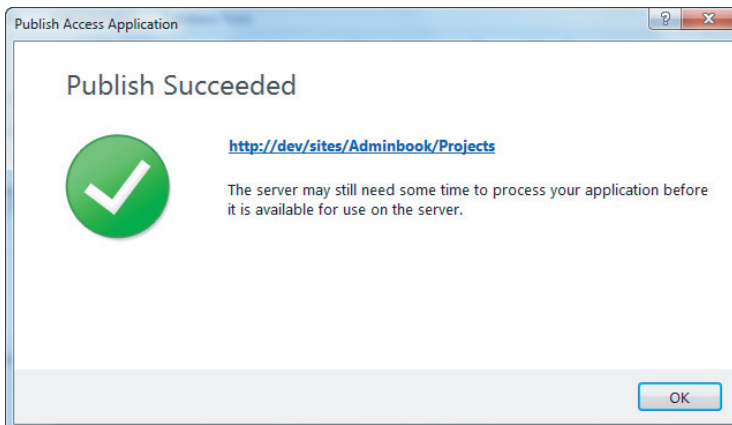 Publish Access Application
Publish Succeeded
http://dev/sites/Adminbook/Projects
The server may still need some time to process your application before
it is available for use on the server.
OK